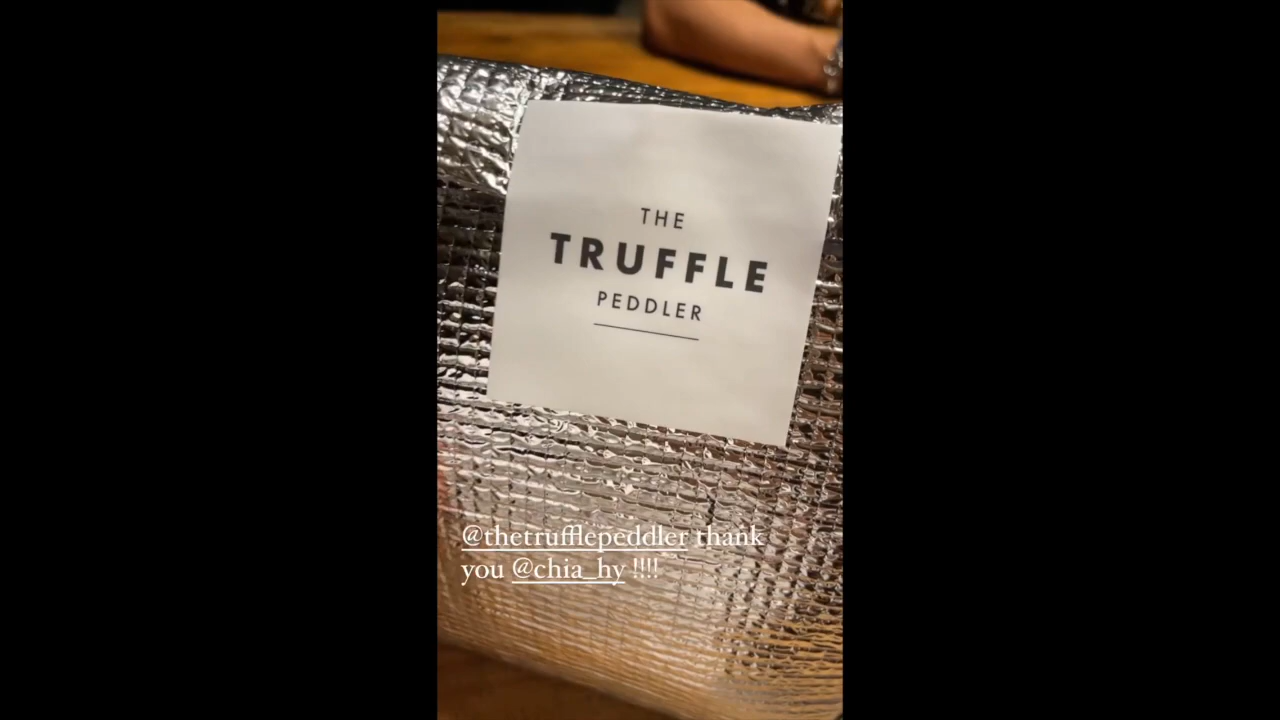 THE
TRUFFLE
PEDDLER
@thetrufflepeddler thank
you @chia_hy !!!!